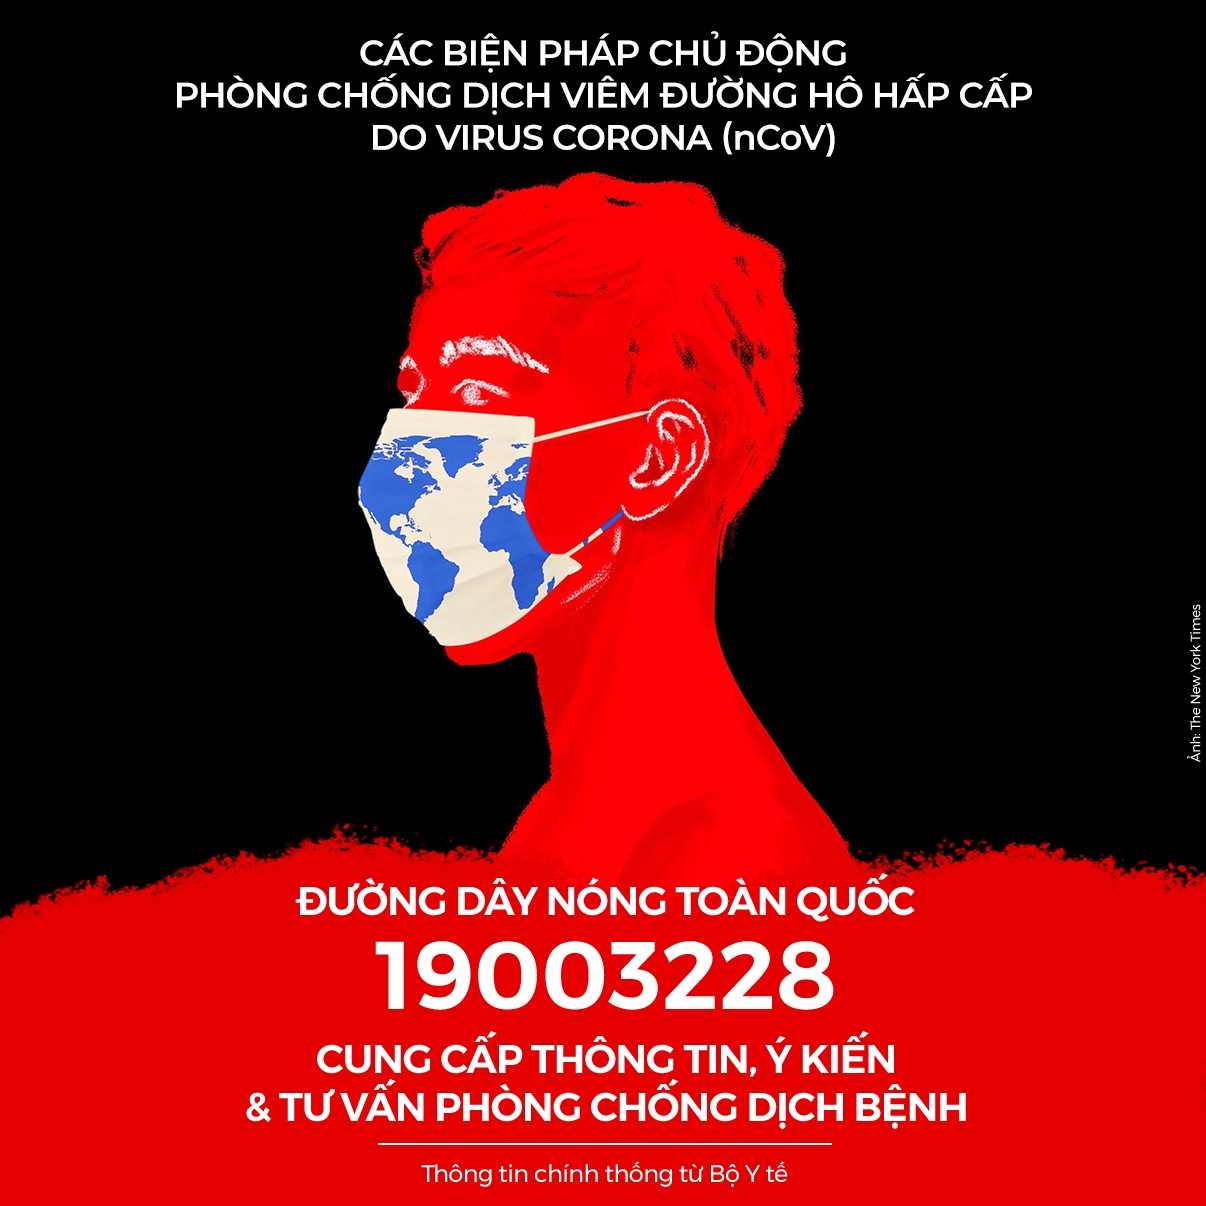 CÁC BIỆN PHÁP CHỦ ĐỘNG
PHÒNG CHỐNG DỊCH VIÊM ĐƯỜNG HÔ HẤP CẤP
DO VIRUS CORONA (nCoV)
Ảnh: The New York Times
ĐƯỜNG DÂY NÓNG TOÀN QUỐC
19003228
CUNG CẤP THÔNG TIN, Ý KIẾN
& TƯ VẤN PHÒNG CHỐNG DỊCH BỆNH
Thông tin chính thống từ Bộ Y tế